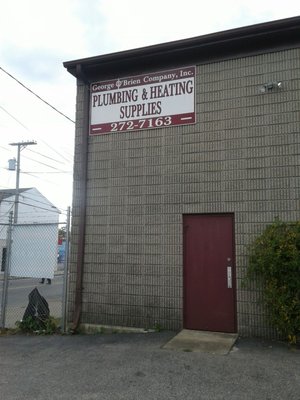 George O'Brien Company, Inc.
PLUMBING & HEATING
SUPPLIES
272-7163